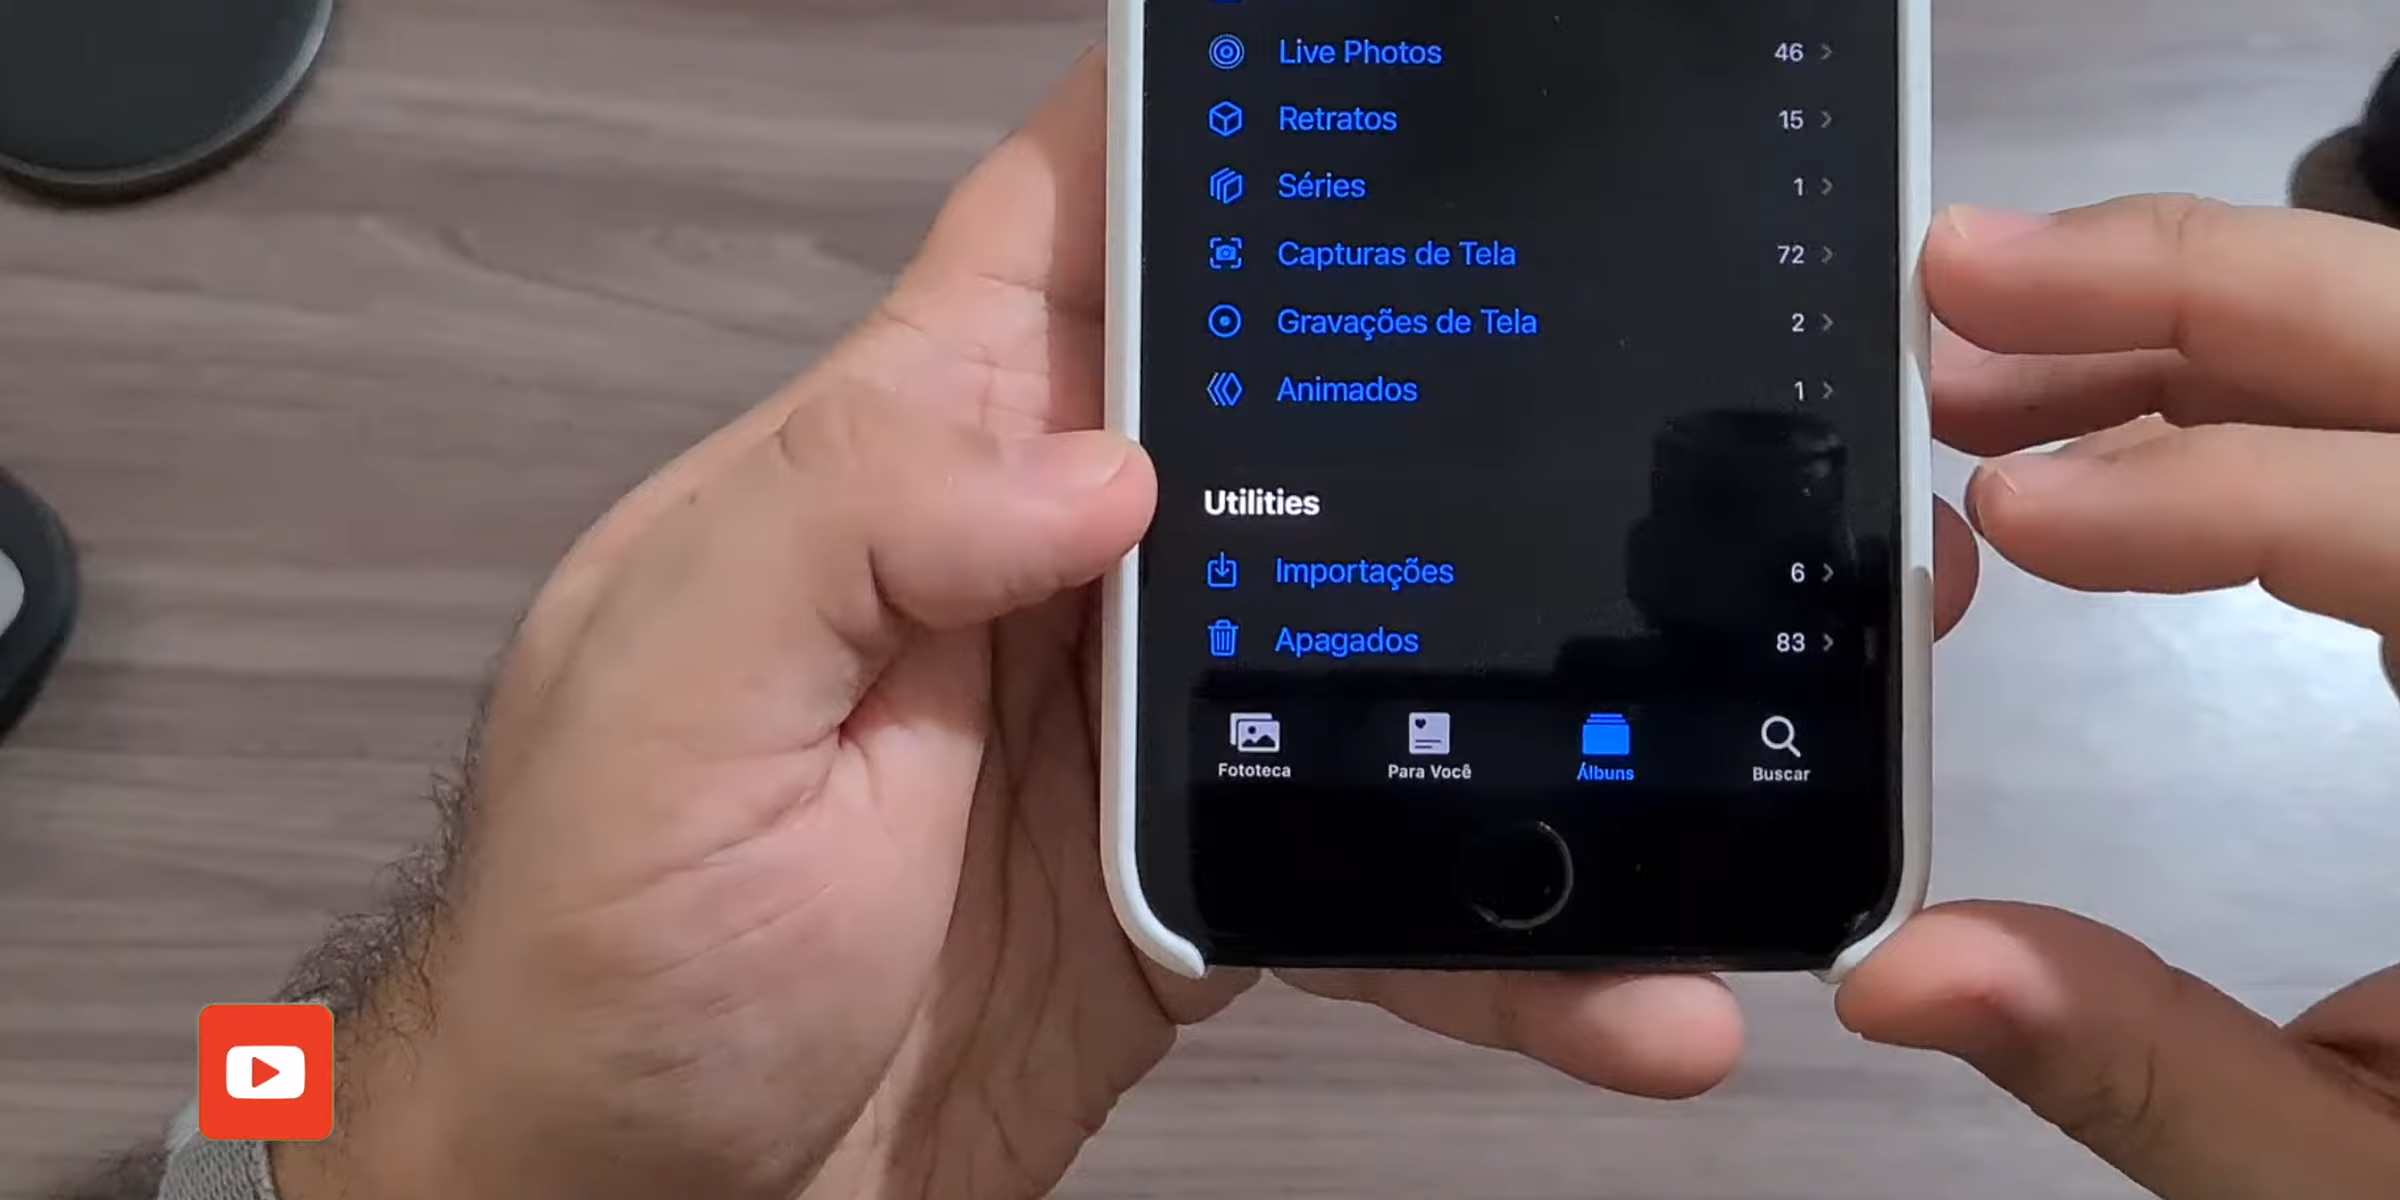 Live Photos 46
Retratos 15
Séries 1
Capturas de Tela 72
Gravações de Tela 2
Animados 1
Utilities
Importações 6
Apagados 83
Fototeca Para Você Álbuns Buscar